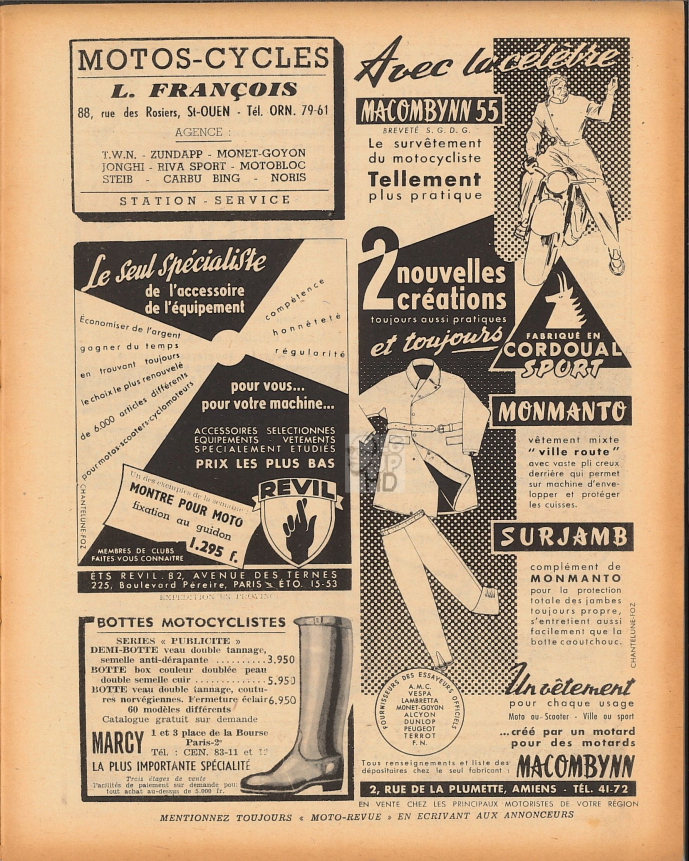 MOTOS-CYCLES
L. FRANÇOIS
88, rue des Rosiers, St-OUEN - Tél. ORN. 79-61
AGENCE :
T.W.N. - ZUNDAPP - MONET-GOYON
JONGHI - RIVA SPORT - MOTOBLOC
STEIB - CARBU BING - NORIS
STATION - SERVICE
Avec la célèbre
MACOMBYNN 55
BREVETÉ S. G. D. G.
Le survêtement
du motocycliste
Tellement
plus pratique
2 nouvelles
créations
toujours aussi pratiques
et toujours
FABRIQUÉ EN
CORDOUAL
SPORT
MONMANTO
vêtement mixte
"ville route"
avec vaste pli creux
derrière qui permet
sur machine d'enve-
lopper et protéger
les cuisses.
SURJAMB
complément de
MONMANTO
pour la protection
totale des jambes
toujours propre,
s'entretient aussi
facilement que la
botte caoutchouc.
CHANTELUNE-FOZ
FOURNISSEURS DES ESSAYEURS OFFICIELS
A.M.C.
VESPA
LAMBRETTA
MONET-GOYON
ALCYON
DUNLOP
PEUGEOT
TERROT
F.N.
Un vêtement
pour chaque usage
Moto ou Scooter - Ville ou sport
...créé par un motard
pour des motards
Tous renseignements et liste des
dépositaires chez le seul fabricant :
MACOMBYNN
2, RUE DE LA PLUMETTE, AMIENS - TÉL. 41-72
EN VENTE CHEZ LES PRINCIPAUX MOTORISTES DE VOTRE RÉGION
Le Seul Spécialiste
de l'accessoire
de l'équipement
Économiser de l'argent
gagner du temps
en trouvant toujours
le choix le plus renouvelé
de 6.000 articles différents
pour motos-scooters-cyclomoteurs
compétence
honnêteté
régularité
pour vous...
pour votre machine...
ACCESSOIRES SELECTIONNES
EQUIPEMENTS - VETEMENTS
SPECIALEMENT ETUDIÉS
PRIX LES PLUS BAS
Un des exemples de la semaine :
MONTRE POUR MOTO
fixation au guidon
1.295 f.
REVIL
CHANTELUNE-FOZ
MEMBRES DE CLUBS
FAITES-VOUS CONNAITRE
ÉTS REVIL. 82, AVENUE DES TERNES
225, Boulevard Péreire, PARIS - ÉTO. 15-53
EXPEDITION EN PROVINCE
BOTTES MOTOCYCLISTES
SERIES « PUBLICITE »
DEMI-BOTTE veau double tannage,
semelle anti-dérapante .......... 3.950
BOTTE box couleur doublée peau
double semelle cuir .............. 5.950
BOTTE veau double tannage, coutu-
res norvégiennes. Fermeture éclair 6.950
60 modèles différents
Catalogue gratuit sur demande
MARCY 1 et 3 place de la Bourse
Paris-2e
Tél. : CEN. 83-11 et
LA PLUS IMPORTANTE SPÉCIALITÉ
Trois étages de vente
Facilités de paiement sur demande pour
tout achat au-dessus de 3.000 fr.
MENTIONNEZ TOUJOURS « MOTO-REVUE » EN ECRIVANT AUX ANNONCEURS